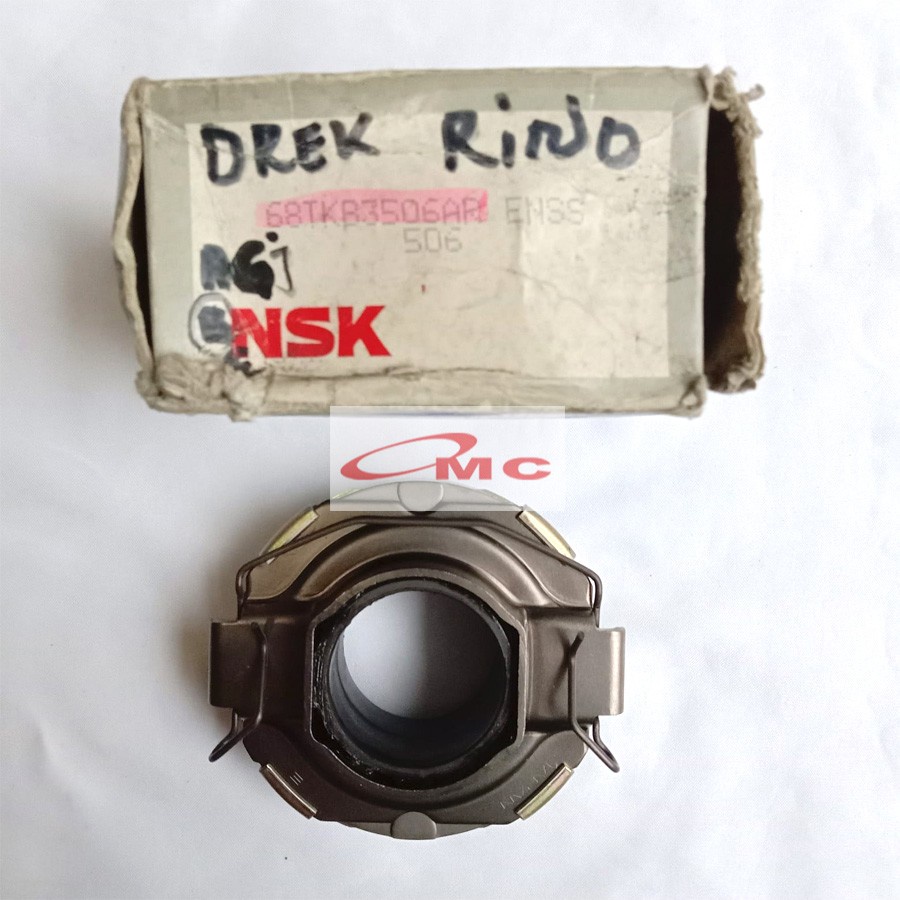 DREK RINO
68TKB3506AR ENSS
506
NSK
MC